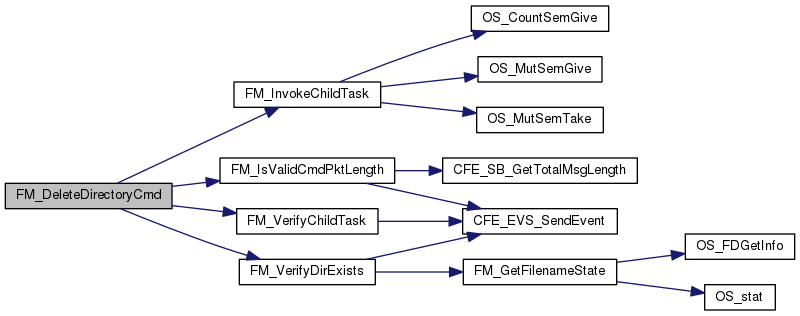 OS_CountSemGive
OS_MutSemGive
FM_InvokeChildTask
OS_MutSemTake
FM_IsValidCmdPktLength
CFE_SB_GetTotalMsgLength
FM_DeleteDirectoryCmd
FM_VerifyChildTask
CFE_EVS_SendEvent
OS_FDGetInfo
FM_VerifyDirExists
FM_GetFilenameState
OS_stat